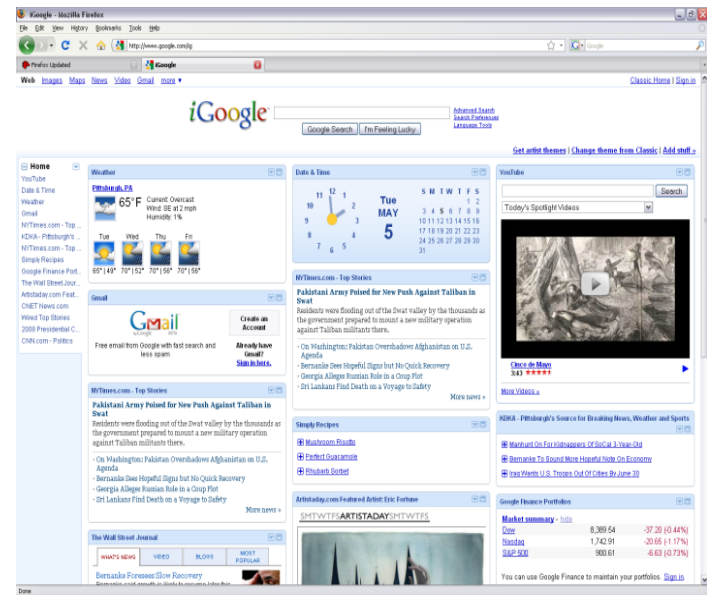 iGoogle - Mozilla Firefox
File Edit View History Bookmarks Tools Help
http://www.google.com/ig
Google
Firefox Updated
iGoogle
Web Images Maps News Video Gmail more ▼
Classic Home | Sign in
iGoogle
Advanced Search
Search Preferences
Language Tools
Google Search
I'm Feeling Lucky
Get artist themes | Change theme from Classic | Add stuff »
Home
YouTube
Date & Time
Weather
Gmail
NYTimes.com - Top ...
KDKA - Pittsburgh's ...
NYTimes.com - Top ...
Simply Recipes
Google Finance Port..
The Wall Street Jour..
Artistaday.com Feat...
CNET News.com
Wired Top Stories
2008 Presidential C...
CNN.com - Politics
Weather
Pittsburgh, PA
65°F
Current: Overcast
Wind: SE at 2 mph
Humidity: 1%
Tue Wed Thu Fri
65°|49° 70°|52° 70°|56° 70°|56°
Gmail
Gmail
by Google
Free email from Google with fast search and
less spam
Create an
Account
Already have
Gmail?
Sign in here.
NYTimes.com - Top Stories
Pakistani Army Poised for New Push Against Taliban in
Swat
Residents were flooding out of the Swat valley by the thousands as
the government prepared to mount a new military operation
against Taliban militants there.
- On Washington: Pakistan Overshadows Afghanistan on U.S.
Agenda
- Bernanke Sees Hopeful Signs but No Quick Recovery
- Georgia Alleges Russian Role in a Coup Plot
- Sri Lankans Find Death on a Voyage to Safety
More news »
The Wall Street Journal
WHAT'S NEWS
VIDEO
BLOGS
MOST
POPULAR
Bernanke Foresees Slow Recovery
Date & Time
12 1 2 3 4 5 6 7 8 9 10 11
Tue
MAY
5
S M T W T F S
1 2
3 4 5 6 7 8 9
10 11 12 13 14 15 16
17 18 19 20 21 22 23
24 25 26 27 28 29 30
31
NYTimes.com - Top Stories
Pakistani Army Poised for New Push Against Taliban in
Swat
Residents were flooding out of the Swat valley by the thousands as
the government prepared to mount a new military operation
against Taliban militants there.
- On Washington: Pakistan Overshadows Afghanistan on U.S.
Agenda
- Bernanke Sees Hopeful Signs but No Quick Recovery
- Georgia Alleges Russian Role in a Coup Plot
- Sri Lankans Find Death on a Voyage to Safety
More news »
Simply Recipes
Mushroom Risotto
Perfect Guacamole
Rhubarb Sorbet
Artistaday.com Featured Artist: Eric Fortune
SMTWTFSARTISTADAYSMTWTFS
YouTube
Search
Today's Spotlight Videos
Cinco de Mayo
3:43
More Videos »
KDKA - Pittsburgh's Source for Breaking News, Weather and Sports
Manhunt On For Kidnappers Of SoCal 3-Year-Old
Bernanke To Sound More Hopeful Note On Economy
Iraq Wants U.S. Troops Out Of Cities By June 30
Google Finance Portfolios
Market summary - hide
Dow 8,389.54 -37.20 (-0.44%)
Nasdaq 1,742.91 -20.65 (-1.17%)
S&P 500 900.61 -6.63 (-0.73%)
You can use Google Finance to maintain your portfolios. Sign in
Done